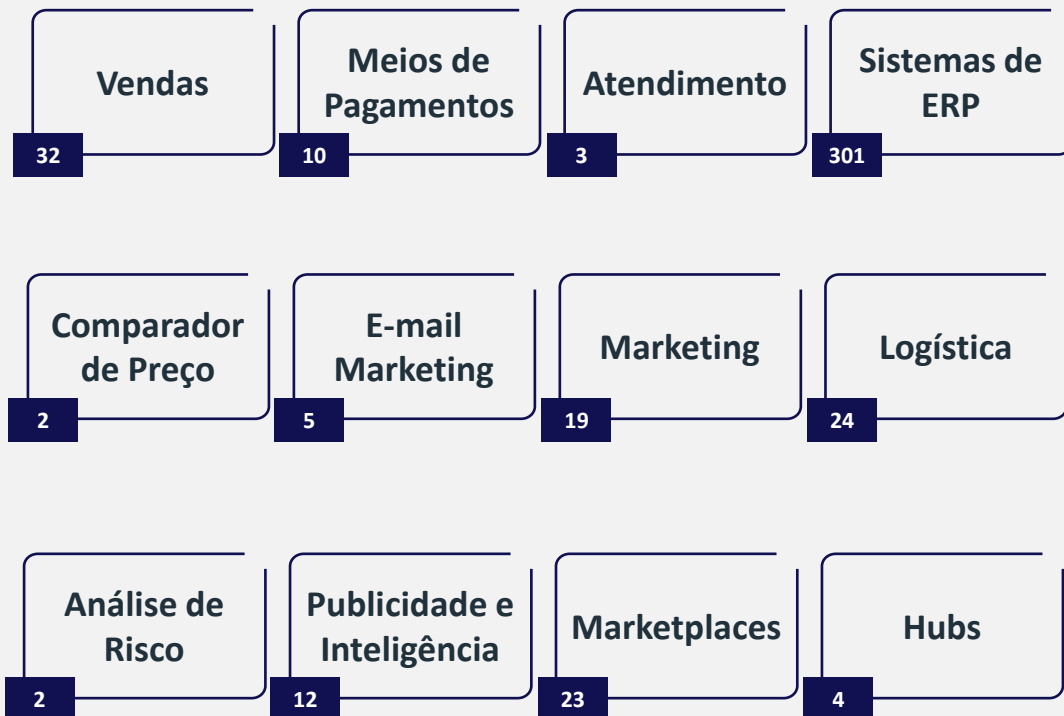 Vendas
32
Meios de
Pagamentos
10
Atendimento
3
Sistemas de
ERP
301
Comparador
de Preço
2
E-mail
Marketing
5
Marketing
19
Logística
24
Análise de
Risco
2
Publicidade e
Inteligência
12
Marketplaces
23
Hubs
4